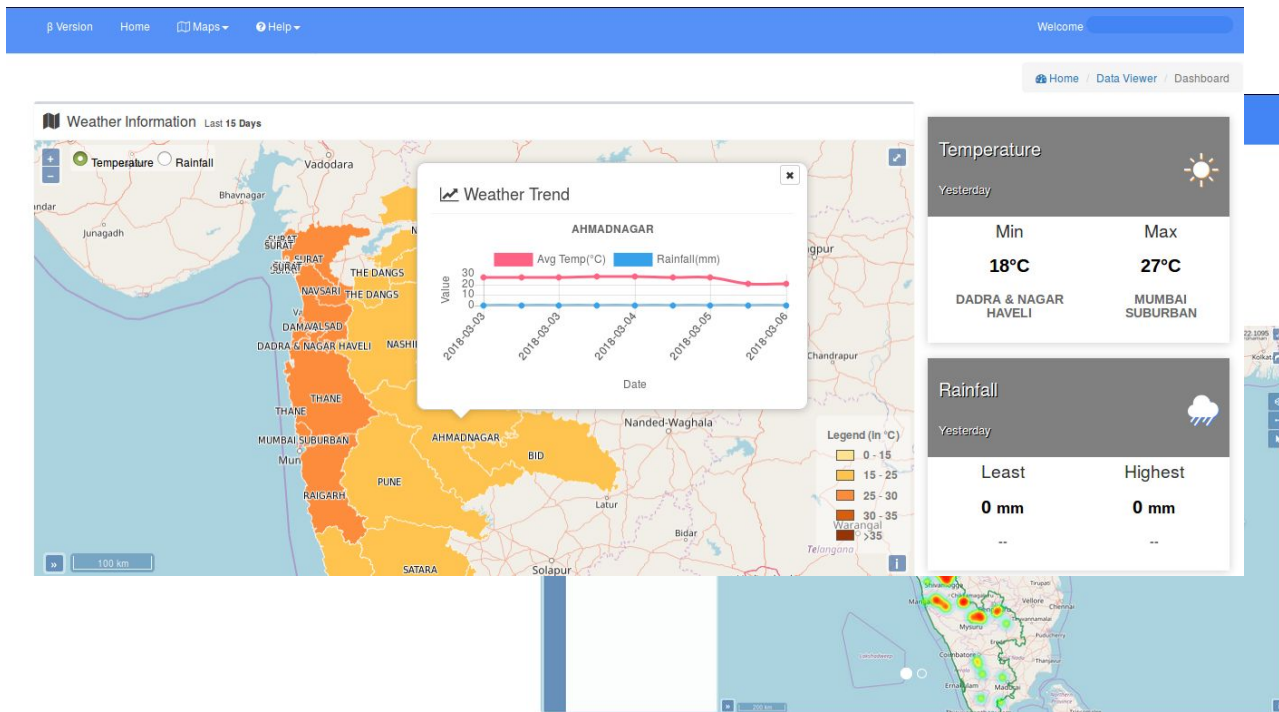 β Version Home Maps Help Welcome
Home / Data Viewer / Dashboard
Weather Information Last 15 Days
Temperature Rainfall
Vadodara
Bhavnagar
Junagadh
SURAT
SURAT
SURAT
THE DANGS
NAVSARI THE DANGS
DAMAVALSAD
DADRA & NAGAR HAVELI
THANE
THANE
MUMBAI SUBURBAN
Mun
RAIGARH
PUNE
AHMADNAGAR
BID
SATARA
Solapur
Latur
Bidar
Nanded-Waghala
Chandrapur
Warangal
Telangana
100 km
Weather Trend
AHMADNAGAR
Avg Temp(°C) Rainfall(mm)
Value
30
20
10
0
2018-03-03 2018-03-03 2018-03-04 2018-03-05 2018-03-06
Date
Legend (in °C)
0 - 15
15 - 25
25 - 30
30 - 35
>35
Temperature
Yesterday
Min Max
18°C 27°C
DADRA & NAGAR HAVELI
MUMBAI SUBURBAN
Rainfall
Yesterday
Least Highest
0 mm 0 mm
-- --
Kolkata
Tirupati
Vellore
Chennai
Mysuru
Puducherry
Coimbatore
Thanjavur
Ernakulam
Madurai
200 km